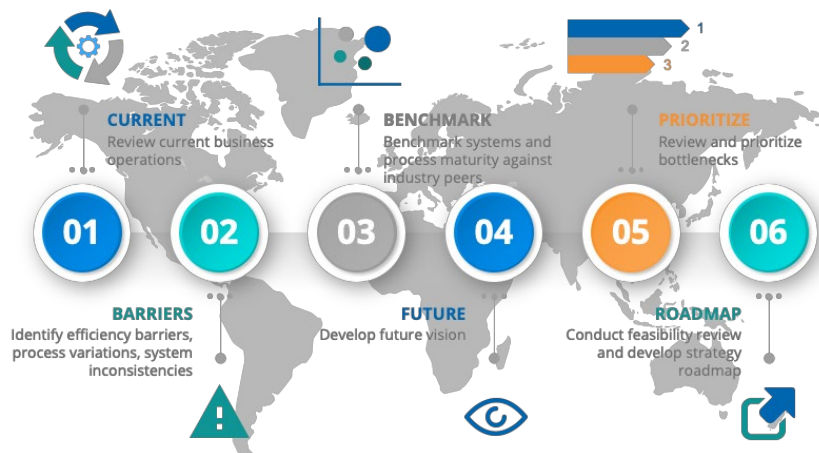 1
2
3
CURRENT
Review current business
operations
BENCHMARK
Benchmark systems and
process maturity against
industry peers
PRIORITIZE
Review and prioritize
bottlenecks
01
02
03
04
05
06
BARRIERS
Identify efficiency barriers,
process variations, system
inconsistencies
FUTURE
Develop future vision
ROADMAP
Conduct feasibility review
and develop strategy
roadmap
!